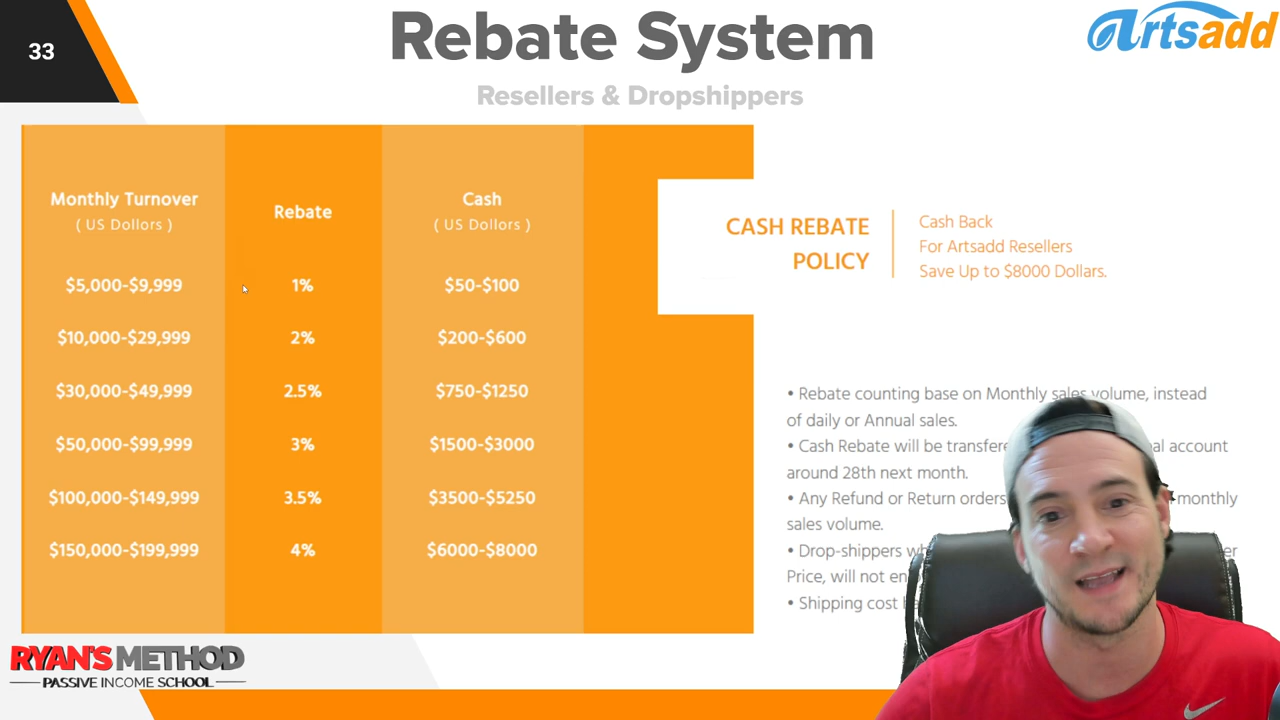 33
Rebate System
Artsadd
Resellers & Dropshippers
Monthly Turnover
( US Dollors )
Rebate
Cash
( US Dollors )
$5,000-$9,999 1% $50-$100
$10,000-$29,999 2% $200-$600
$30,000-$49,999 2.5% $750-$1250
$50,000-$99,999 3% $1500-$3000
$100,000-$149,999 3.5% $3500-$5250
$150,000-$199,999 4% $6000-$8000
CASH REBATE
POLICY
Cash Back
For Artsadd Resellers
Save Up to $8000 Dollars.
• Rebate counting base on Monthly sales volume, instead
of daily or Annual sales.
• Cash Rebate will be account
around 28th next month.
• Any Refund or Return orders monthly
sales volume.
• Drop-shippers
Price, will not
• Shipping cost
RYAN'S METHOD
PASSIVE INCOME SCHOOL